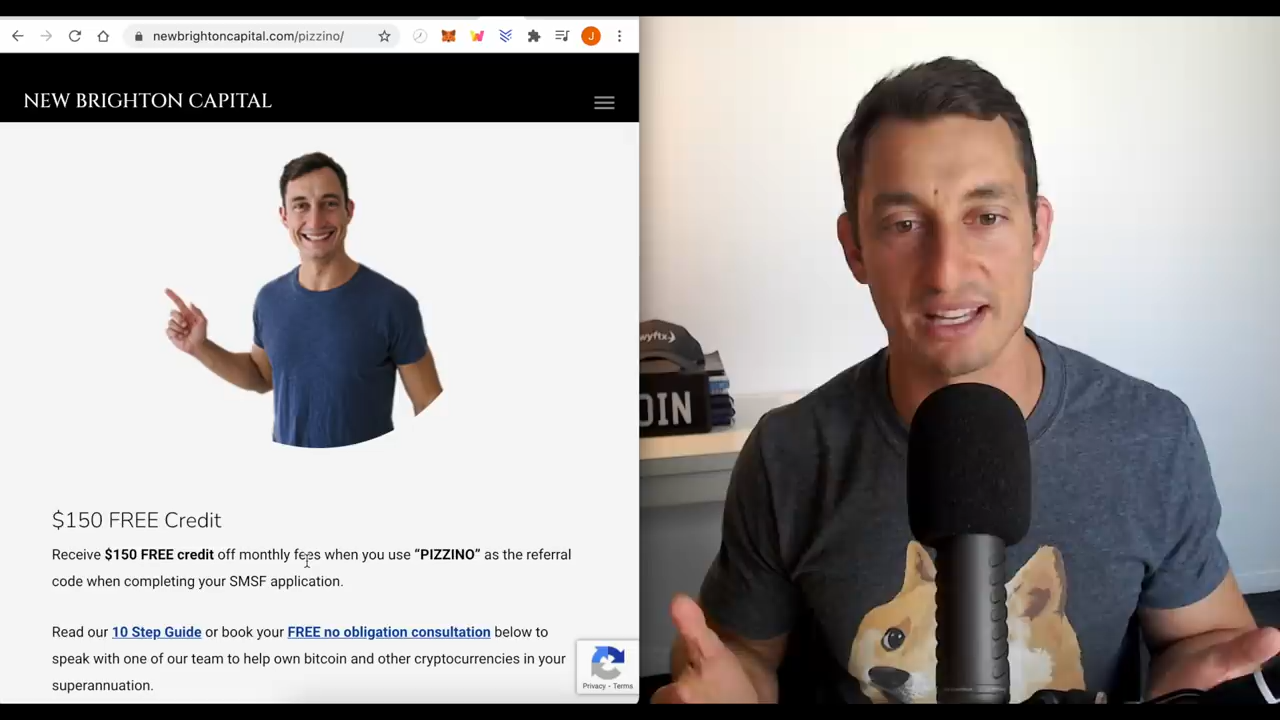 newbrightoncapital.com/pizzino/
J
NEW BRIGHTON CAPITAL
$150 FREE Credit
Receive $150 FREE credit off monthly fees when you use “PIZZINO” as the referral
code when completing your SMSF application.
Read our 10 Step Guide or book your FREE no obligation consultation below to
speak with one of our team to help own bitcoin and other cryptocurrencies in your
superannuation.
Privacy - Terms
wyftx
OIN